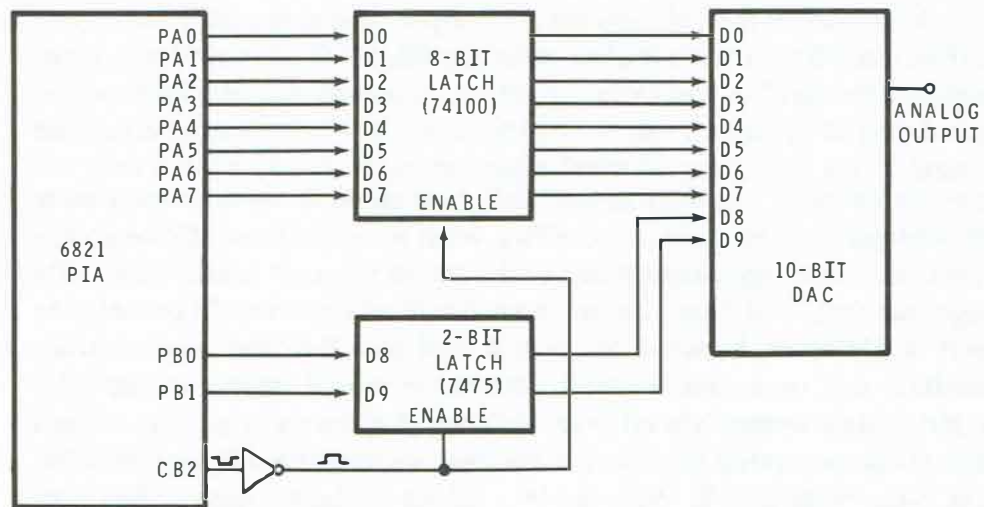 PA0
PA1
PA2
PA3
PA4
PA5
PA6
PA7
6821
PIA
PB0
PB1
CB2
D0
D1
D2
D3
D4
D5
D6
D7
8-BIT
LATCH
(74100)
ENABLE
D8
D9
2-BIT
LATCH
(7475)
ENABLE
D0
D1
D2
D3
D4
D5
D6
D7
D8
D9
10-BIT
DAC
ANALOG
OUTPUT